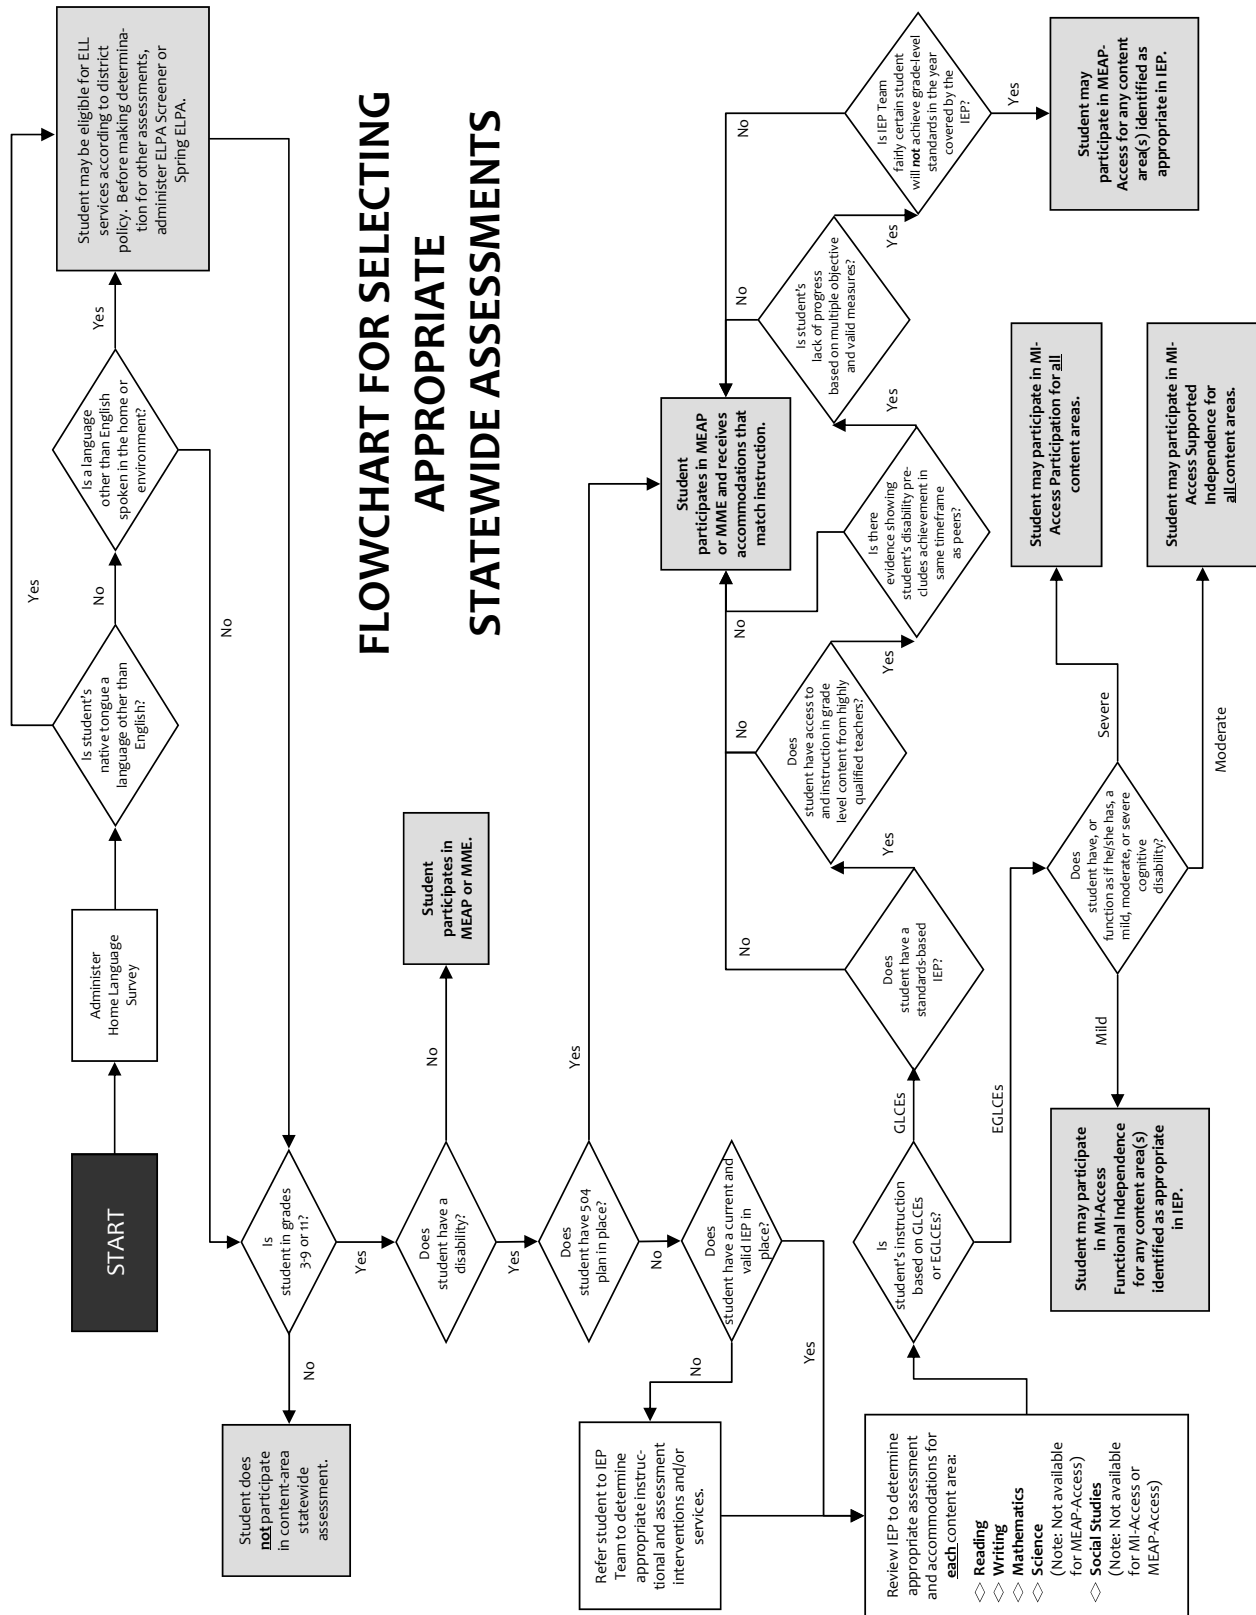 FLOWCHART FOR SELECTING
APPROPRIATE
STATEWIDE ASSESSMENTS
START
Administer
Home Language
Survey
Is student's
native tongue a
language other than
English?
Yes
No
Is a language
other than English
spoken in the home or
environment?
Yes
No
Student may be eligible for ELL
services according to district
policy. Before making determina-
tion for other assessments,
administer ELPA Screener or
Spring ELPA.
Is
student in grades
3-9 or 11?
No
Yes
Student does
not participate
in content-area
statewide
assessment.
Does
student have a
disability?
No
Yes
Student
participates in
MEAP or MME.
Does
student have 504
plan in place?
Yes
No
Student
participates in MEAP
or MME and receives
accommodations that
match instruction.
Does
student have a current and
valid IEP in
place?
No
Yes
Refer student to IEP
Team to determine
appropriate instruc-
tional and assessment
interventions and/or
services.
Review IEP to determine
appropriate assessment
and accommodations for
each content area:
◇ Reading
◇ Writing
◇ Mathematics
◇ Science
(Note: Not available
for MEAP-Access)
◇ Social Studies
(Note: Not available
for MI-Access or
MEAP-Access)
Is
student's instruction
based on GLCEs
or EGLCEs?
GLCEs
EGLCEs
Does
student have a
standards-based
IEP?
No
Yes
Does
student have access to
and instruction in grade
level content from highly
qualified teachers?
No
Yes
Is there
evidence showing
student's disability pre-
cludes achievement in
same timeframe
as peers?
No
Yes
Is student's
lack of progress
based on multiple objective
and valid measures?
No
Yes
Is IEP Team
fairly certain student
will not achieve grade-level
standards in the year
covered by the
IEP?
No
Yes
Student may
participate in MEAP-
Access for any content
area(s) identified as
appropriate in IEP.
Does
student have, or
function as if he/she has, a
mild, moderate, or severe
cognitive
disability?
Mild
Severe
Moderate
Student may participate
in MI-Access
Functional Independence
for any content area(s)
identified as appropriate
in IEP.
Student may participate in MI-
Access Participation for all
content areas.
Student may participate in MI-
Access Supported
Independence for
all content areas.